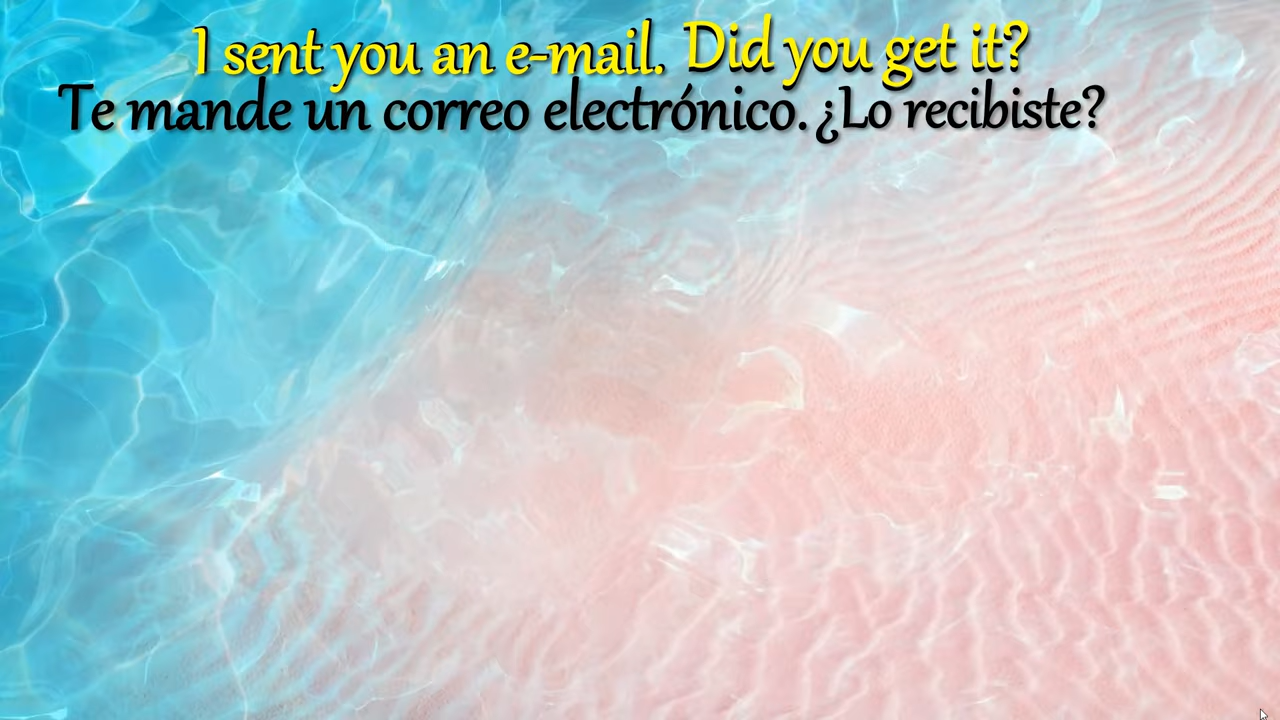 I sent you an e-mail. Did you get it?
Te mande un correo electrónico. ¿Lo recibiste?